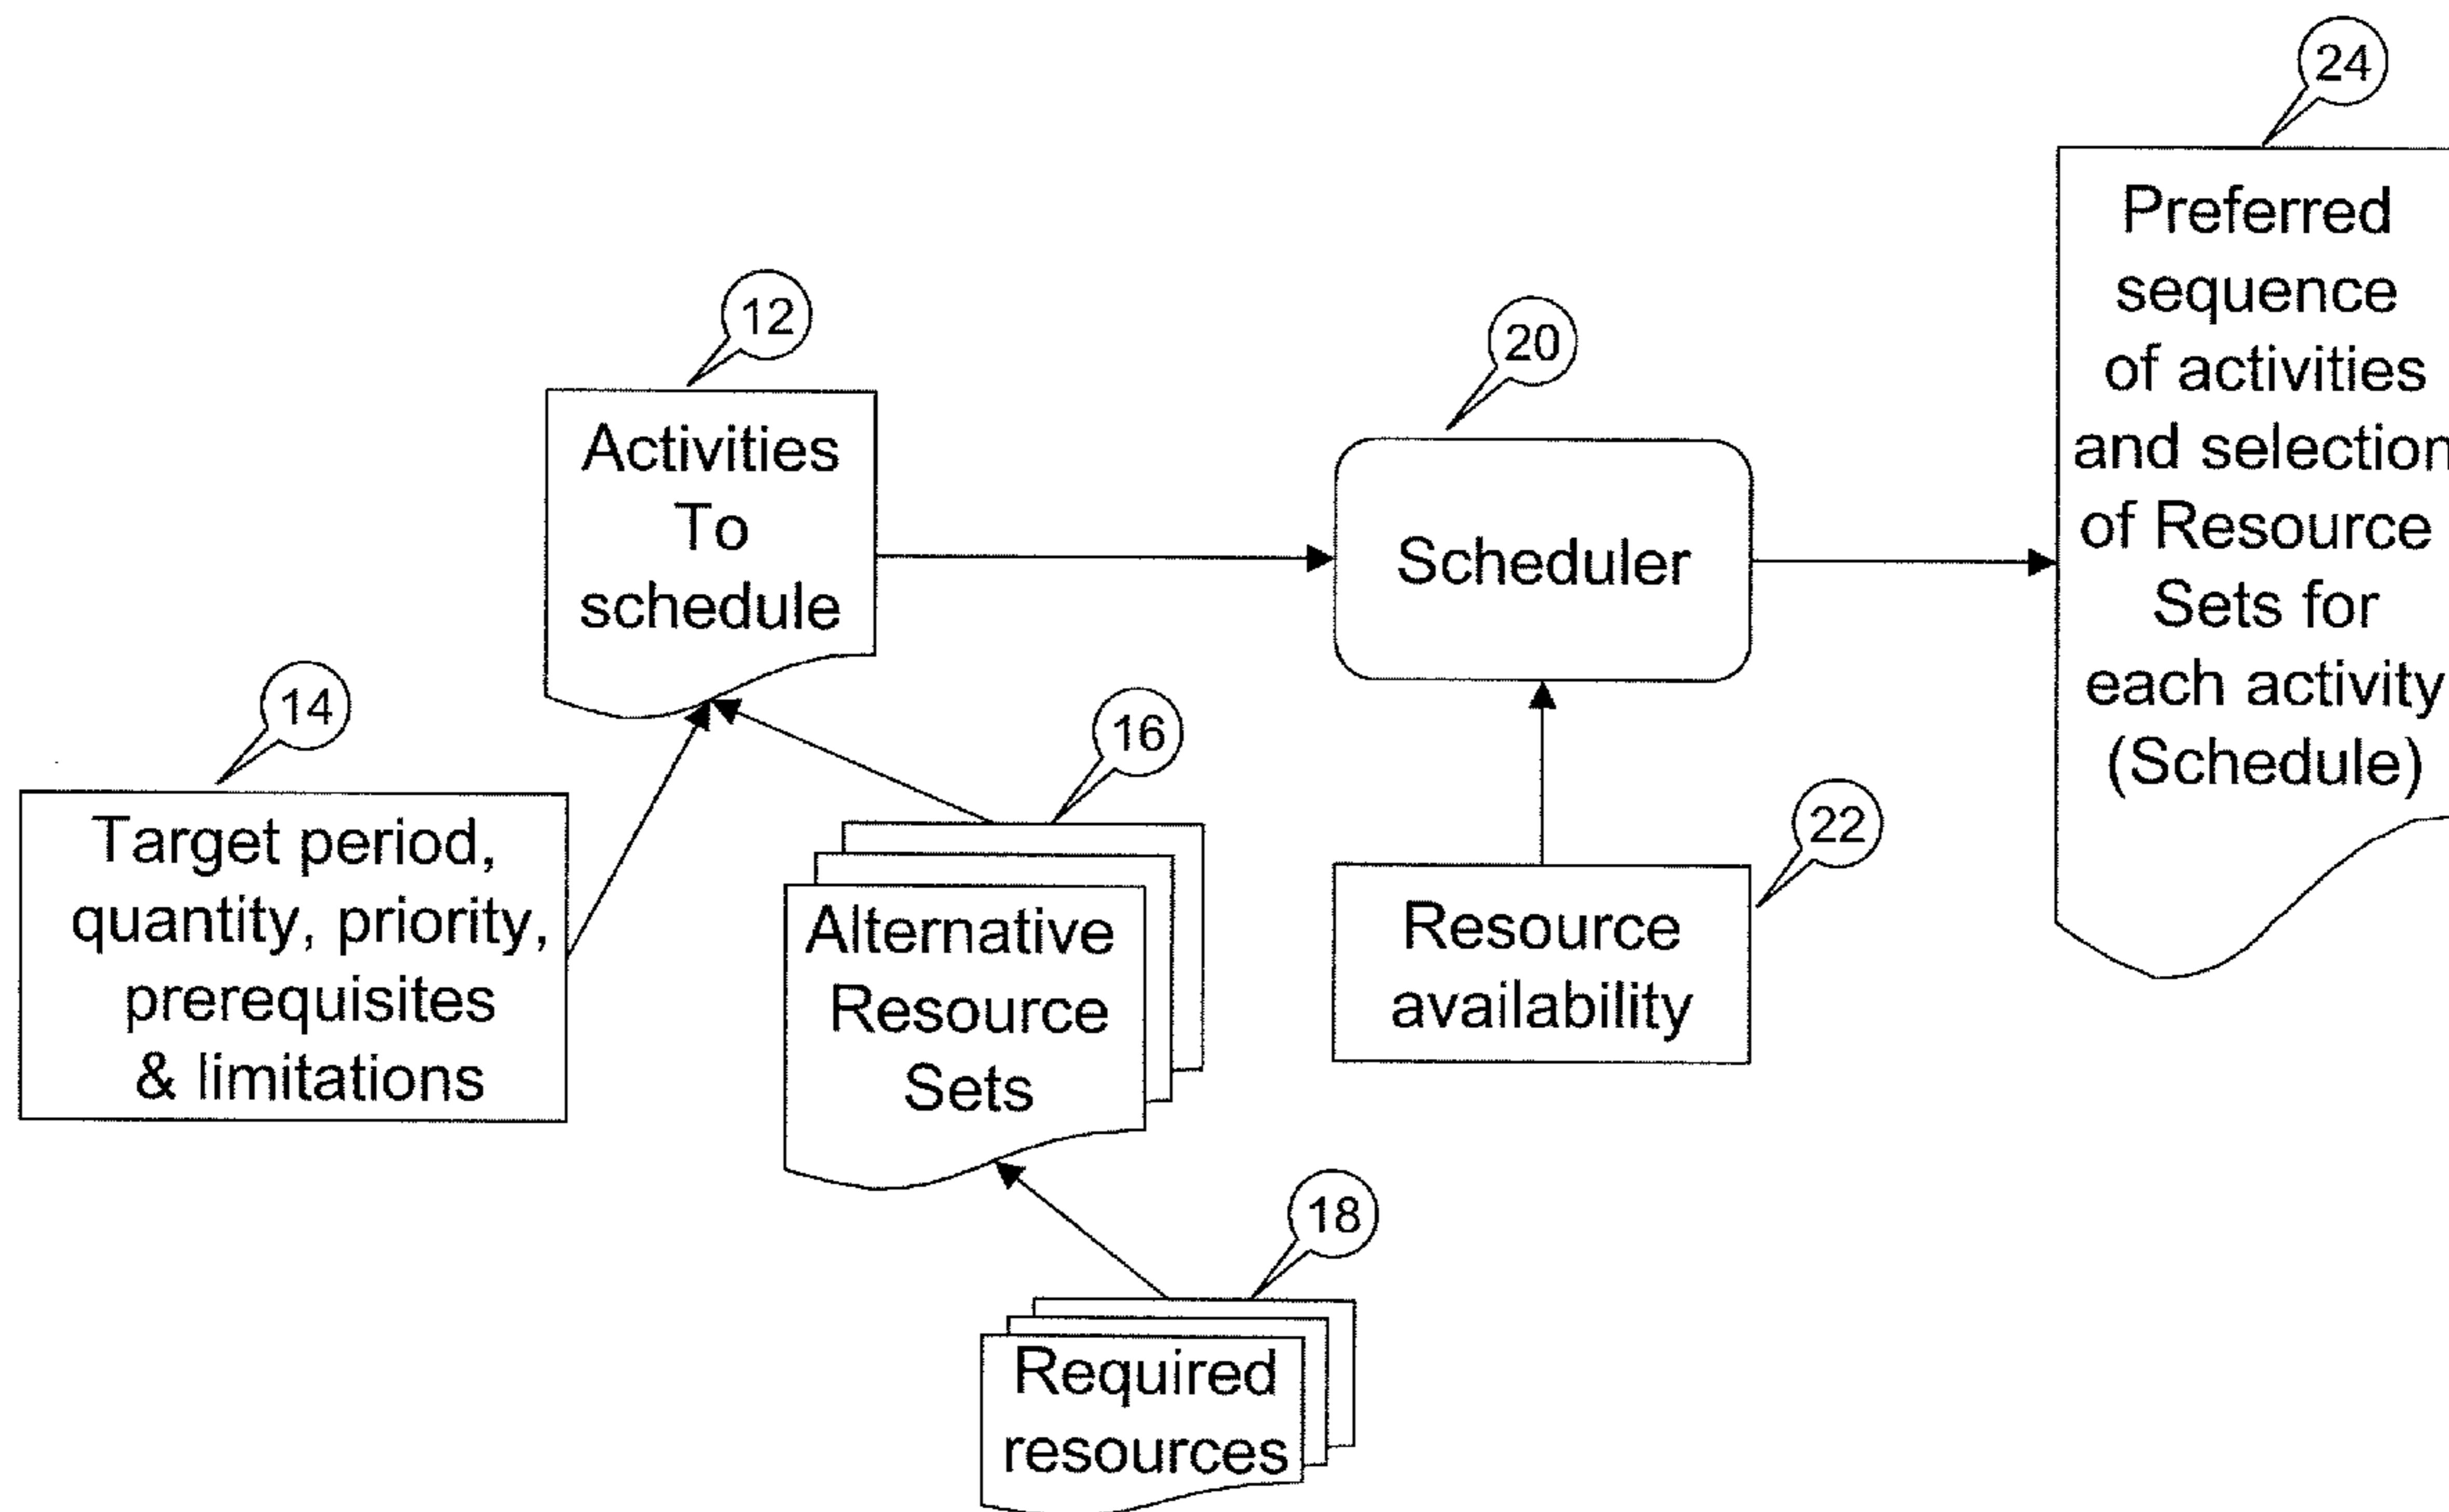 24
Preferred
sequence
of activities
and selection
of Resource
Sets for
each activity
(Schedule)
12
Activities
To
schedule
20
Scheduler
14
Target period,
quantity, priority,
prerequisites
& limitations
16
Alternative
Resource
Sets
22
Resource
availability
18
Required
resources